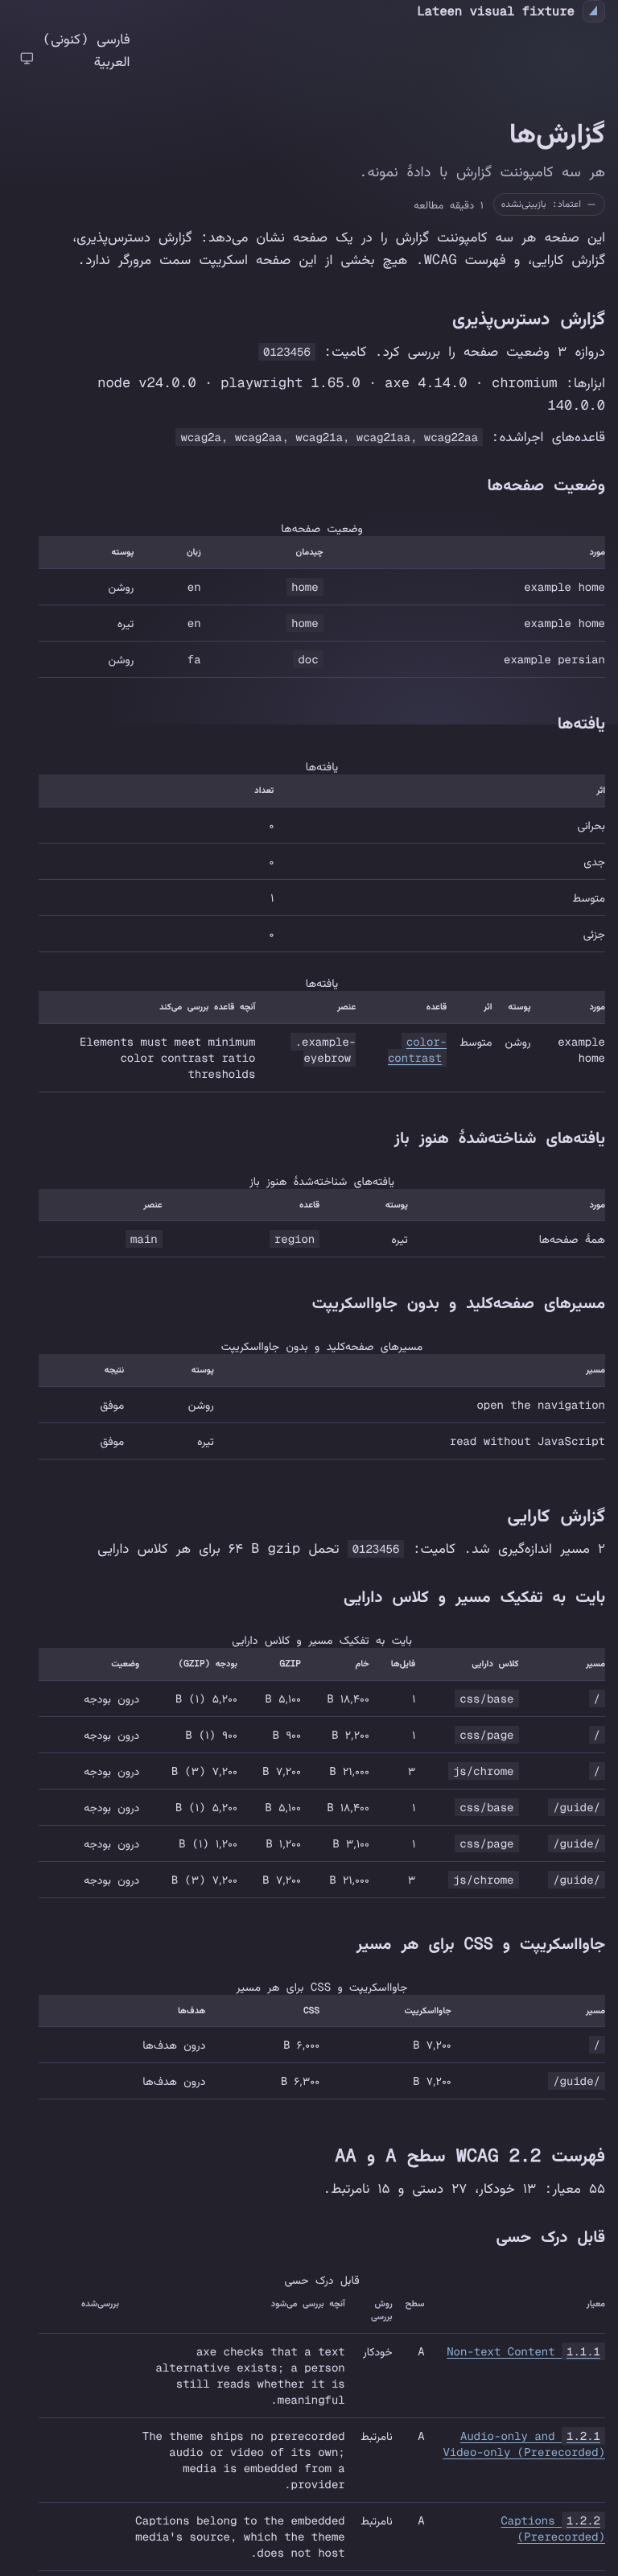 Lateen visual fixture
فارسی (کنونی)
العربية
گزارش‌ها
هر سه کامپوننت گزارش با دادهٔ نمونه.
— اعتماد: بازبینی‌نشده ۱ دقیقه مطالعه
این صفحه هر سه کامپوننت گزارش را در یک صفحه نشان می‌دهد: گزارش دسترس‌پذیری،
گزارش کارایی، و فهرست WCAG. هیچ بخشی از این صفحه اسکریپت سمت مرورگر ندارد.
گزارش دسترس‌پذیری
دروازه ۳ وضعیت صفحه را بررسی کرد. کامیت: 0123456
ابزارها: node v24.0.0 · playwright 1.65.0 · axe 4.14.0 · chromium
140.0.0
قاعده‌های اجراشده: wcag2a, wcag2aa, wcag21a, wcag21aa, wcag22aa
وضعیت صفحه‌ها
وضعیت صفحه‌ها
مورد چیدمان زبان پوسته
example home home en روشن
example home home en تیره
example persian doc fa روشن
یافته‌ها
یافته‌ها
اثر تعداد
بحرانی ۰
جدی ۰
متوسط ۱
جزئی ۰
یافته‌ها
مورد پوسته اثر قاعده عنصر آنچه قاعده بررسی می‌کند
example روشن متوسط color- .example- Elements must meet minimum
home contrast eyebrow color contrast ratio
thresholds
یافته‌های شناخته‌شدهٔ هنوز باز
یافته‌های شناخته‌شدهٔ هنوز باز
مورد پوسته قاعده عنصر
همهٔ صفحه‌ها تیره region main
مسیرهای صفحه‌کلید و بدون جاوااسکریپت
مسیرهای صفحه‌کلید و بدون جاوااسکریپت
مسیر پوسته نتیجه
open the navigation روشن موفق
read without JavaScript تیره موفق
گزارش کارایی
۲ مسیر اندازه‌گیری شد. کامیت: 0123456 تحمل ۶۴ B gzip برای هر کلاس دارایی
بایت به تفکیک مسیر و کلاس دارایی
بایت به تفکیک مسیر و کلاس دارایی
مسیر کلاس دارایی فایل‌ها خام GZIP بودجه (GZIP) وضعیت
/ css/base ۱ ۱۸٬۴۰۰ B ۵٬۱۰۰ B ۵٬۲۰۰ B (۱) درون بودجه
/ css/page ۱ ۲٬۲۰۰ B ۹۰۰ B ۹۰۰ B (۱) درون بودجه
/ js/chrome ۳ ۲۱٬۰۰۰ B ۷٬۲۰۰ B ۷٬۲۰۰ B (۳) درون بودجه
/guide/ css/base ۱ ۱۸٬۴۰۰ B ۵٬۱۰۰ B ۵٬۲۰۰ B (۱) درون بودجه
/guide/ css/page ۱ ۳٬۱۰۰ B ۱٬۲۰۰ B ۱٬۲۰۰ B (۱) درون بودجه
/guide/ js/chrome ۳ ۲۱٬۰۰۰ B ۷٬۲۰۰ B ۷٬۲۰۰ B (۳) درون بودجه
جاوااسکریپت و CSS برای هر مسیر
جاوااسکریپت و CSS برای هر مسیر
مسیر جاوااسکریپت CSS هدف‌ها
/ ۷٬۲۰۰ B ۶٬۰۰۰ B درون هدف‌ها
/guide/ ۷٬۲۰۰ B ۶٬۳۰۰ B درون هدف‌ها
فهرست WCAG 2.2 سطح A و AA
۵۵ معیار: ۱۳ خودکار، ۲۷ دستی و ۱۵ نامرتبط.
قابل درک حسی
قابل درک حسی
معیار سطح روش آنچه بررسی می‌شود بررسی‌شده
بررسی
1.1.1 Non-text Content A خودکار axe checks that a text
alternative exists; a person
still reads whether it is
meaningful.
1.2.1 Audio-only and A نامرتبط The theme ships no prerecorded
Video-only (Prerecorded) audio or video of its own;
media is embedded from a
provider.
1.2.2 Captions A نامرتبط Captions belong to the embedded
(Prerecorded) media's source, which the theme
does not host.